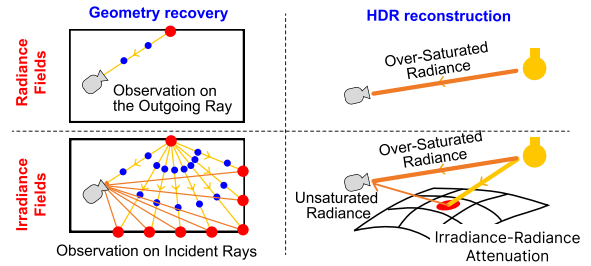 Geometry recovery
HDR reconstruction
Radiance
Fields
Observation on
the Outgoing Ray
Over-Saturated
Radiance
Irradiance
Fields
Observation on Incident Rays
Over-Saturated
Radiance
Unsaturated
Radiance
Irradiance-Radiance
Attenuation